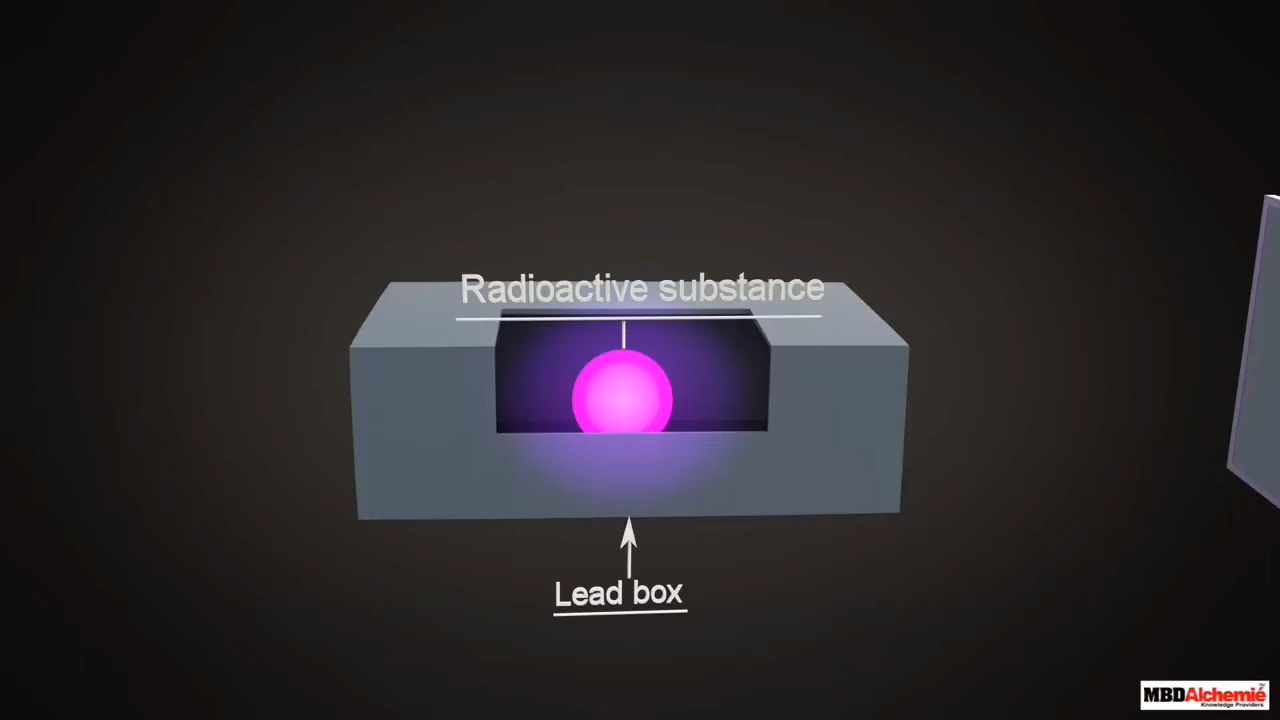 Radioactive substance
Lead box
MBDAlchemie
Knowledge Providers